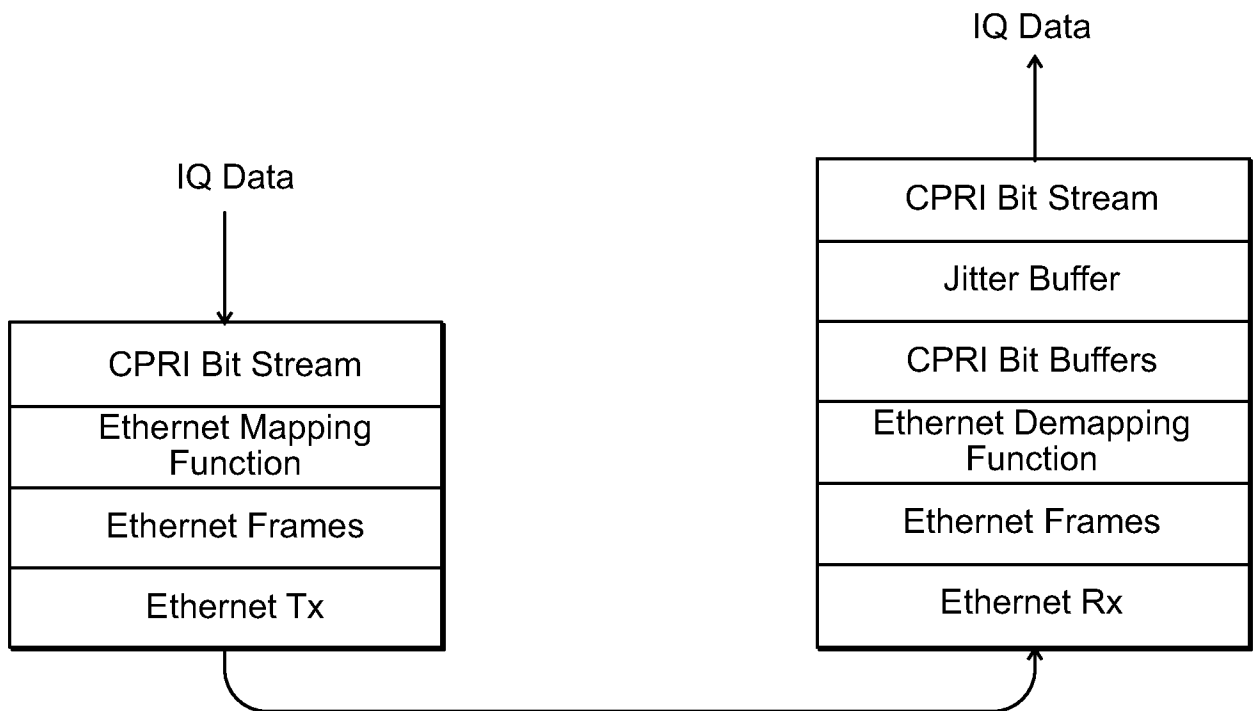 IQ Data
CPRI Bit Stream
Ethernet Mapping
Function
Ethernet Frames
Ethernet Tx
IQ Data
CPRI Bit Stream
Jitter Buffer
CPRI Bit Buffers
Ethernet Demapping
Function
Ethernet Frames
Ethernet Rx